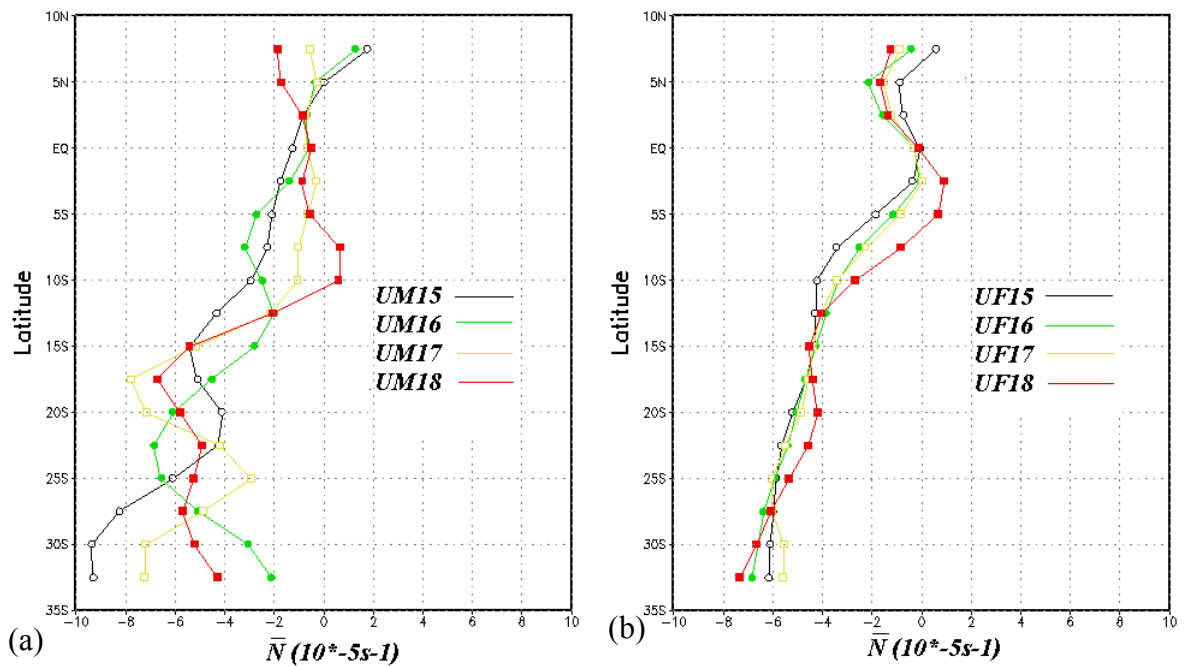 10N
5N
EQ
5S
10S
15S
20S
25S
30S
35S
Latitude
UM15
UM16
UM17
UM18
-10 -8 -6 -4 -2 0 2 4 6 8 10
N̅ (10*-5s-1)
(a)
10N
5N
EQ
5S
10S
15S
20S
25S
30S
35S
Latitude
UF15
UF16
UF17
UF18
-10 -8 -6 -4 -2 0 2 4 6 8 10
N̅ (10*-5s-1)
(b)